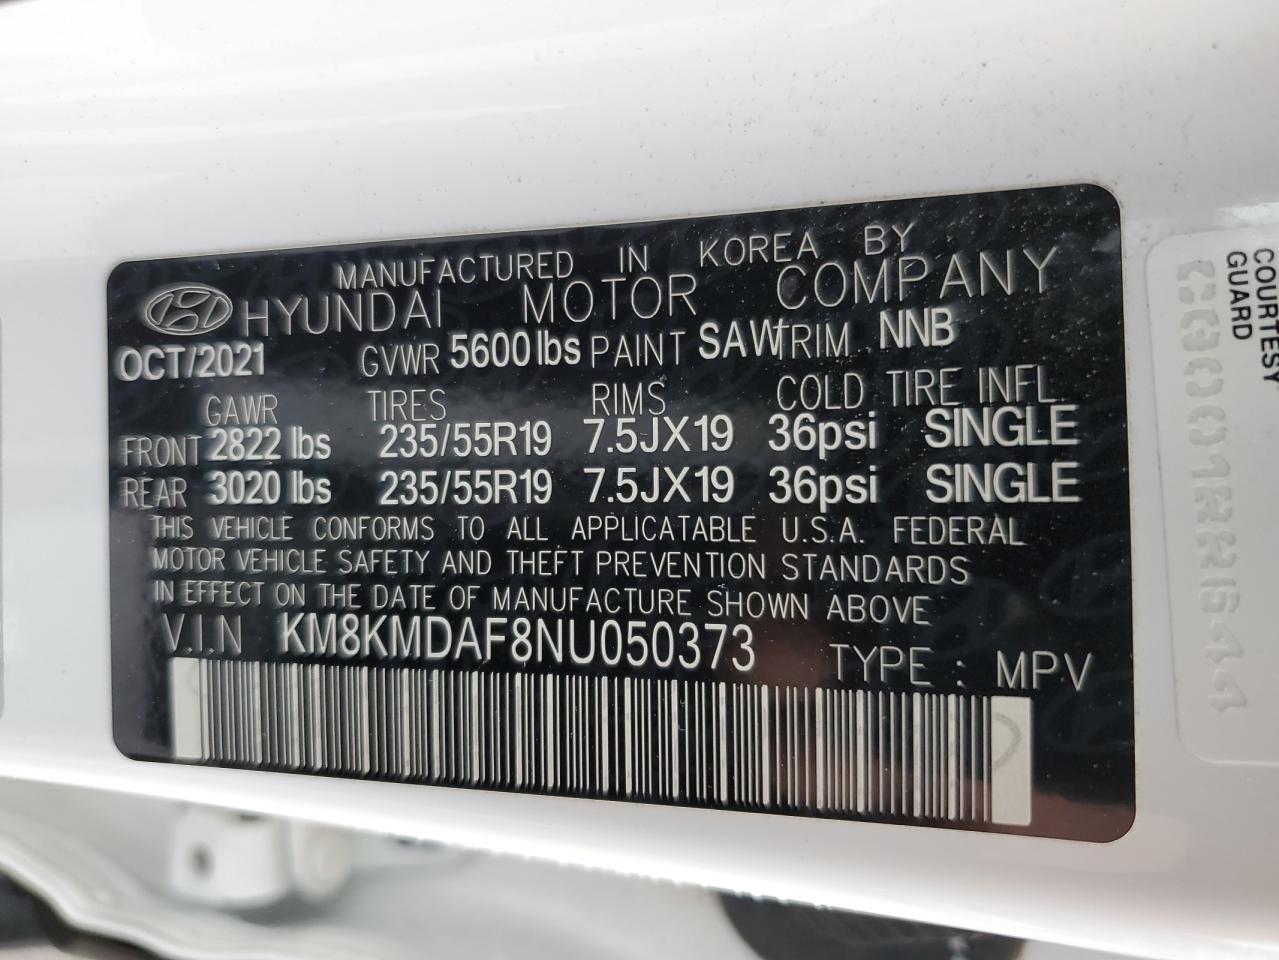 MANUFACTURED IN KOREA BY
HYUNDAI MOTOR COMPANY
OCT/2021 GVWR 5600lbs PAINT SAW TRIM NNB
GAWR TIRES RIMS COLD TIRE INFL
FRONT 2822 lbs 235/55R19 7.5JX19 36psi SINGLE
REAR 3020 lbs 235/55R19 7.5JX19 36psi SINGLE
THIS VEHICLE CONFORMS TO ALL APPLICATABLE U.S.A. FEDERAL
MOTOR VEHICLE SAFETY AND THEFT PREVENTION STANDARDS
IN EFFECT ON THE DATE OF MANUFACTURE SHOWN ABOVE
V.I.N KM8KMDAF8NU050373 TYPE : MPV
COURTESY
GUARD